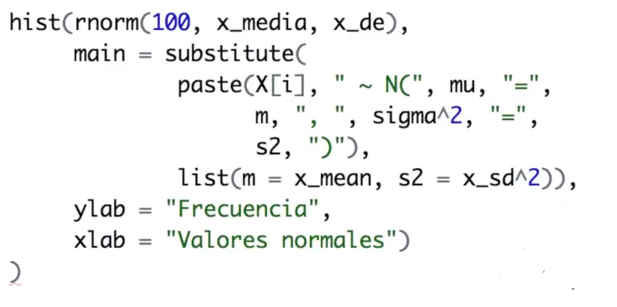 hist(rnorm(100, x_media, x_de),
main = substitute(
paste(X[i], " ~ N(", mu, "=",
m, ", ", sigma^2, "=",
s2, ")"),
list(m = x_mean, s2 = x_sd^2)),
ylab = "Frecuencia",
xlab = "Valores normales")
)